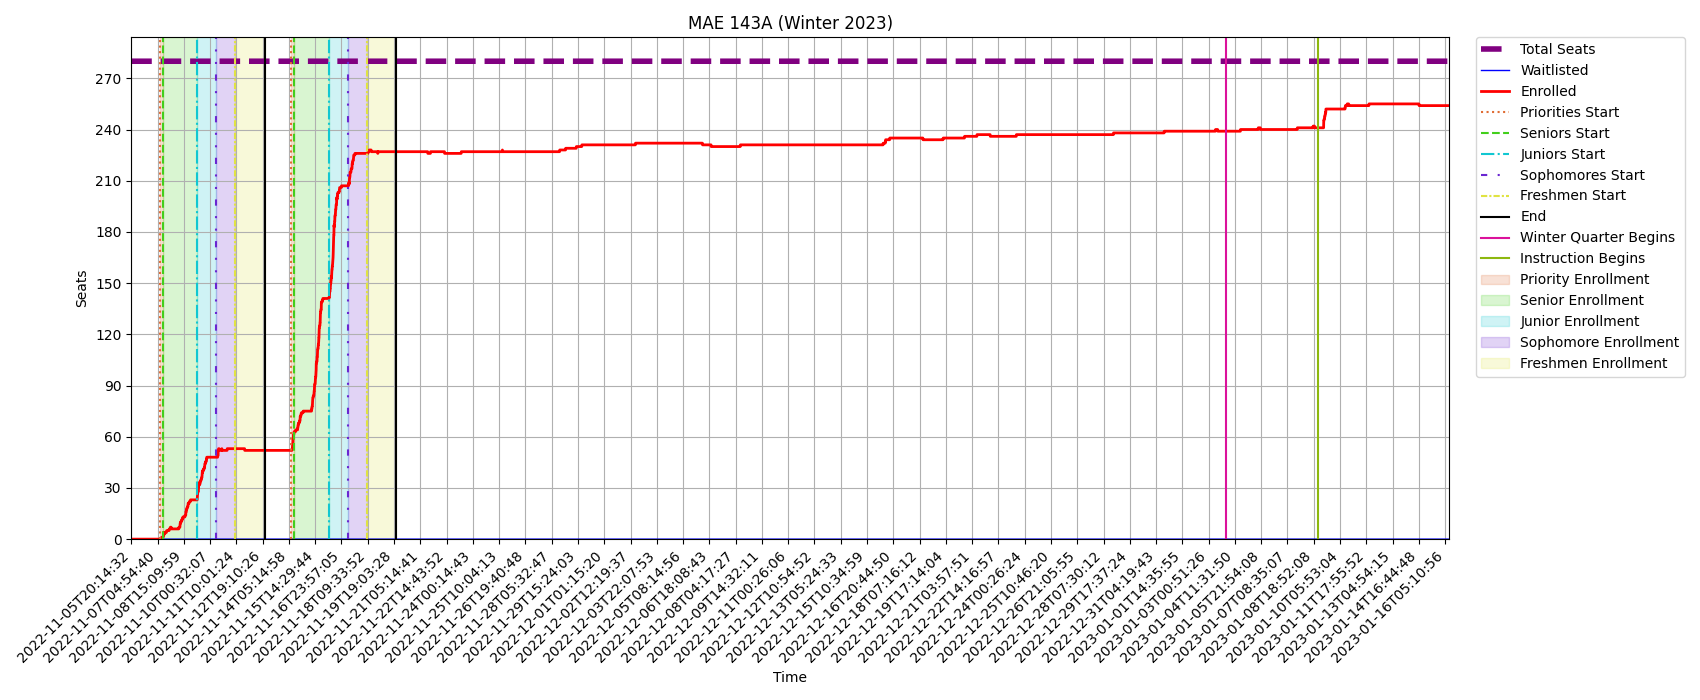 MAE 143A (Winter 2023)
Seats
270
240
210
180
150
120
90
60
30
0
2022-11-05T20:14:32
2022-11-07T04:54:40
2022-11-08T15:09:59
2022-11-10T00:32:07
2022-11-11T10:01:24
2022-11-12T19:10:26
2022-11-14T05:14:58
2022-11-15T14:29:44
2022-11-16T23:57:05
2022-11-18T09:33:52
2022-11-19T19:03:28
2022-11-21T05:14:41
2022-11-22T14:43:52
2022-11-24T00:14:43
2022-11-25T10:04:13
2022-11-26T19:40:48
2022-11-28T05:32:47
2022-11-29T15:24:03
2022-12-01T01:15:20
2022-12-02T12:19:37
2022-12-03T22:07:53
2022-12-05T08:14:56
2022-12-06T18:08:43
2022-12-08T04:17:27
2022-12-09T14:32:11
2022-12-11T00:26:06
2022-12-12T10:54:52
2022-12-13T05:24:33
2022-12-15T10:34:59
2022-12-16T20:44:50
2022-12-18T07:16:12
2022-12-19T17:14:04
2022-12-21T03:57:51
2022-12-22T14:16:57
2022-12-24T00:26:24
2022-12-25T10:46:20
2022-12-26T21:05:55
2022-12-28T07:30:12
2022-12-29T17:37:24
2022-12-31T04:19:43
2023-01-01T14:35:55
2023-01-03T00:51:26
2023-01-04T11:31:50
2023-01-05T21:54:08
2023-01-07T08:35:07
2023-01-08T18:52:08
2023-01-10T05:53:04
2023-01-11T17:55:52
2023-01-13T04:54:15
2023-01-14T16:44:48
2023-01-16T05:10:56
Time
Total Seats
Waitlisted
Enrolled
Priorities Start
Seniors Start
Juniors Start
Sophomores Start
Freshmen Start
End
Winter Quarter Begins
Instruction Begins
Priority Enrollment
Senior Enrollment
Junior Enrollment
Sophomore Enrollment
Freshmen Enrollment